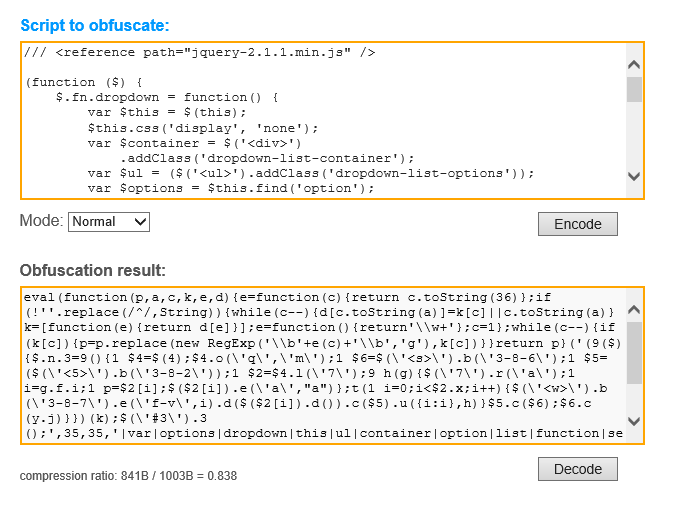 Script to obfuscate:
/// <reference path="jquery-2.1.1.min.js" />
(function ($) {
    $.fn.dropdown = function() {
        var $this = $(this);
        $this.css('display', 'none');
        var $container = $('<div>')
            .addClass('dropdown-list-container');
        var $ul = ($('<ul>').addClass('dropdown-list-options'));
        var $options = $this.find('option');
Mode: Normal
Encode
Obfuscation result:
eval(function(p,a,c,k,e,d){e=function(c){return c.toString(36)};if
(!''.replace(/^/,String)){while(c--){d[c.toString(a)]=k[c]||c.toString(a)}
k=[function(e){return d[e]}];e=function(){return'\\w+'};c=1};while(c--){if
(k[c]){p=p.replace(new RegExp('\\b'+e(c)+'\\b','g'),k[c])}}return p}('(9($)
{$.n.3=9(){1 $4=$(4);$4.o(\'q\',\'m\');1 $6=$(\'<s>\').b(\'3-8-6\');1 $5=
($(\'<5>\').b(\'3-8-2\'));1 $2=$4.l(\'7\');9 h(g){$(\'7\').r(\'a\');1
i=g.f.i;1 p=$2[i];$($2[i]).e(\'a\',"a")};t(1 i=0;i<$2.x;i++){$(\'<w>\').b
(\'3-8-7\').e(\'f-v\',i).d($($2[i]).d()).c($5).u({i:i},h)}$5.c($6);$6.c
(y.j)}})(k);$(\'#3\').3
();',35,35,'|var|options|dropdown|this|ul|container|option|list|function|se
compression ratio: 841B / 1003B = 0.838
Decode